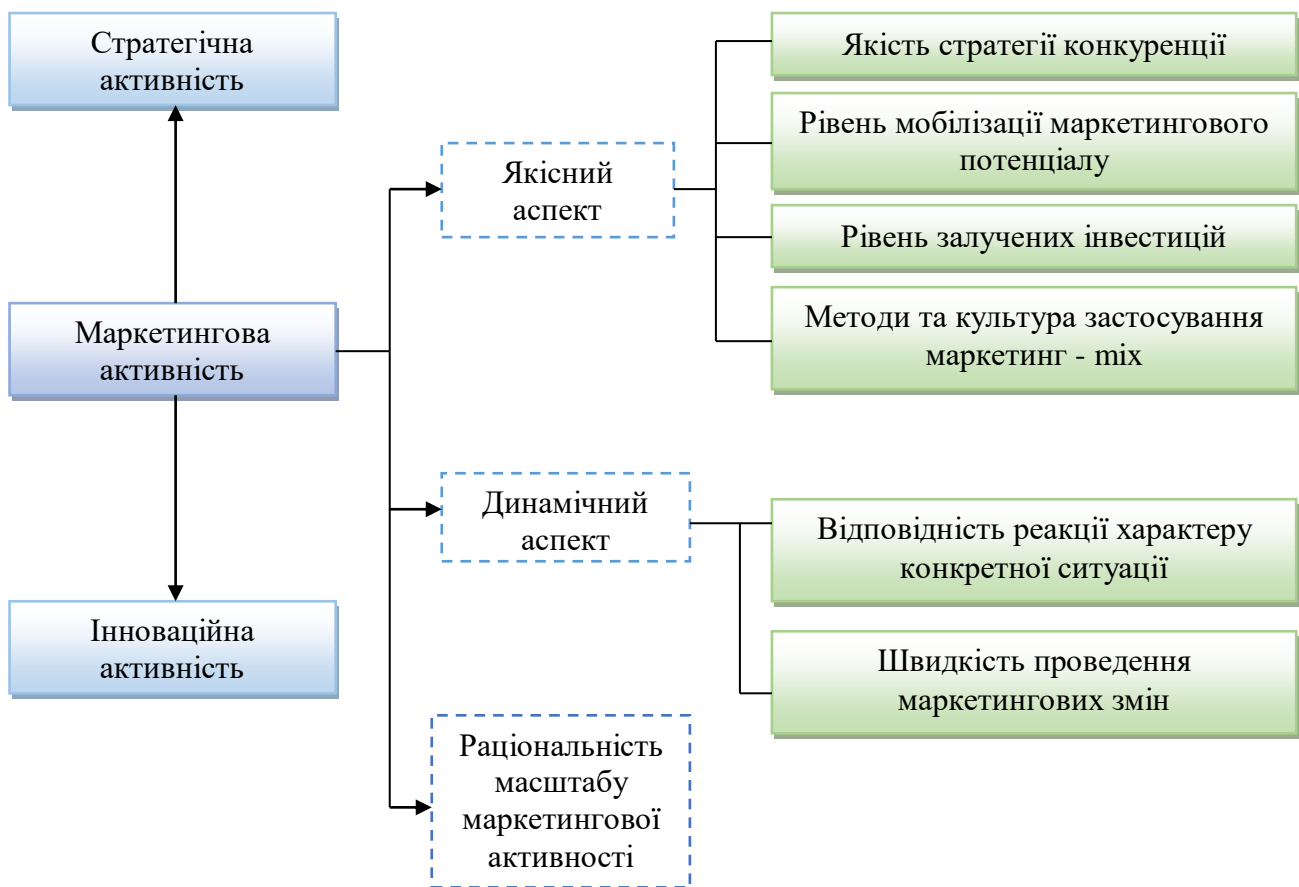 Стратегічна
активність
Маркетингова
активність
Інноваційна
активність
Якісний
аспект
Динамічний
аспект
Раціональність
масштабу
маркетингової
активності
Якість стратегії конкуренції
Рівень мобілізації маркетингового
потенціалу
Рівень залучених інвестицій
Методи та культура застосування
маркетинг - mix
Відповідність реакції характеру
конкретної ситуації
Швидкість проведення
маркетингових змін